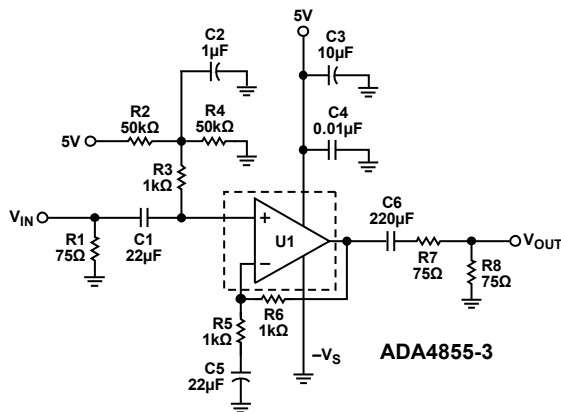 C2
1µF
5V
C3
10µF
R2
50kΩ
R4
50kΩ
C4
0.01µF
5V
R3
1kΩ
C6
220µF
VIN
+
U1
–
VOUT
R1
75Ω
C1
22µF
R7
75Ω
R8
75Ω
R5
1kΩ
R6
1kΩ
C5
22µF
–VS
ADA4855-3